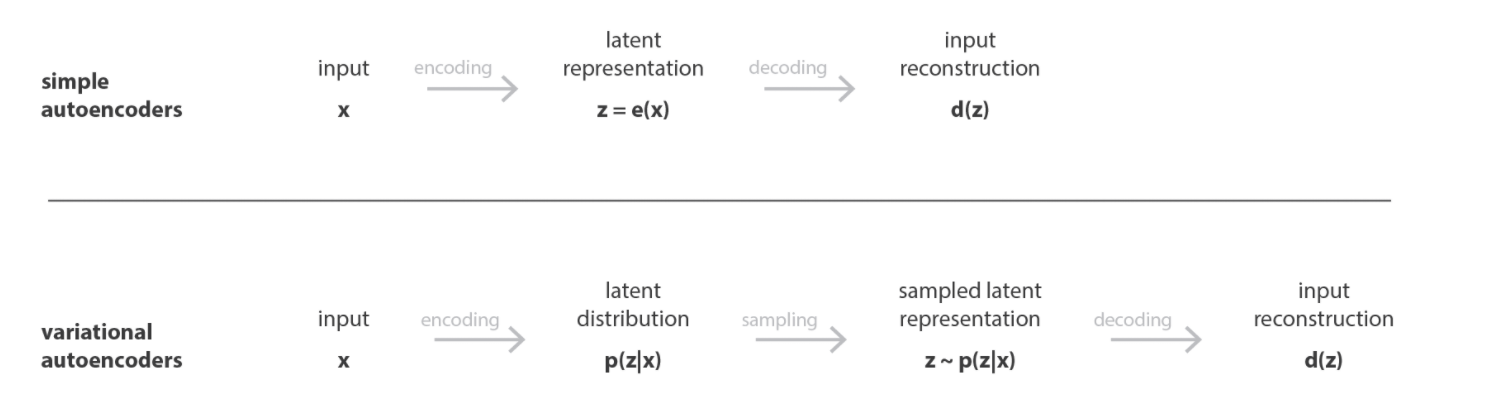 simple
autoencoders
input
x
encoding
latent
representation
z = e(x)
decoding
input
reconstruction
d(z)
variational
autoencoders
input
x
encoding
latent
distribution
p(z|x)
sampling
sampled latent
representation
z ~ p(z|x)
decoding
input
reconstruction
d(z)